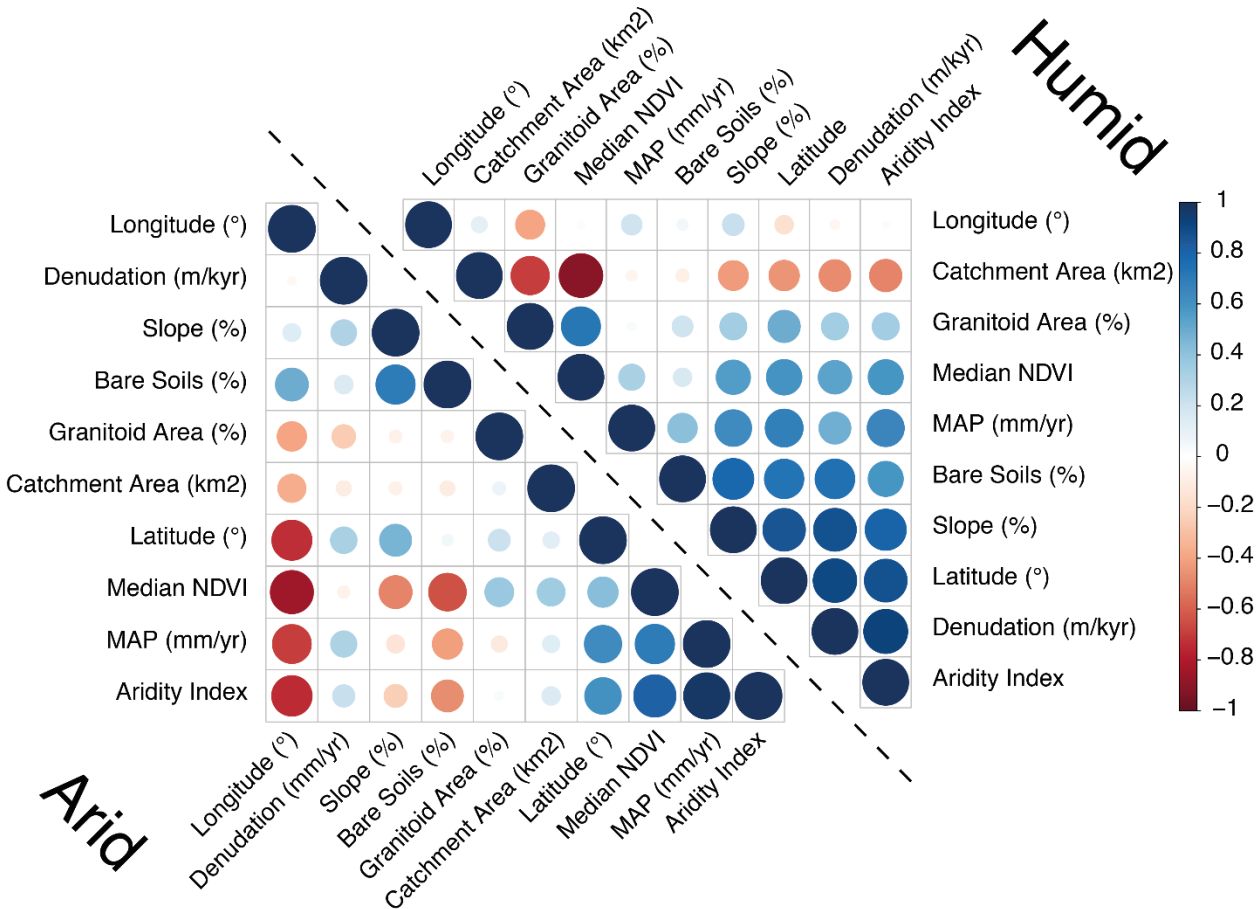 Humid
Longitude (°)
Catchment Area (km2)
Granitoid Area (%)
Median NDVI
MAP (mm/yr)
Bare Soils (%)
Slope (%)
Latitude
Denudation (m/kyr)
Aridity Index
Longitude (°)
Denudation (m/kyr)
Slope (%)
Bare Soils (%)
Granitoid Area (%)
Catchment Area (km2)
Latitude (°)
Median NDVI
MAP (mm/yr)
Aridity Index
Longitude (°)
Catchment Area (km2)
Granitoid Area (%)
Median NDVI
MAP (mm/yr)
Bare Soils (%)
Slope (%)
Latitude (°)
Denudation (m/kyr)
Aridity Index
1
0.8
0.6
0.4
0.2
0
−0.2
−0.4
−0.6
−0.8
−1
Longitude (°)
Denudation (mm/yr)
Slope (%)
Bare Soils (%)
Granitoid Area (%)
Catchment Area (km2)
Latitude (°)
Median NDVI
MAP (mm/yr)
Aridity Index
Arid